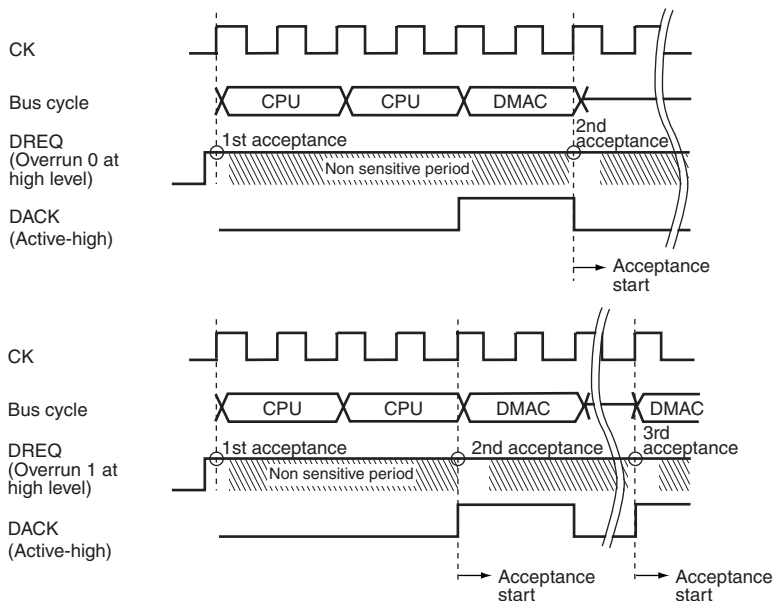 CK
Bus cycle
CPU CPU DMAC
DREQ
(Overrun 0 at
high level)
1st acceptance
2nd
acceptance
Non sensitive period
DACK
(Active-high)
Acceptance
start
CK
Bus cycle
CPU CPU DMAC DMAC
DREQ
(Overrun 1 at
high level)
1st acceptance
2nd acceptance
3rd
acceptance
Non sensitive period
DACK
(Active-high)
Acceptance
start
Acceptance
start